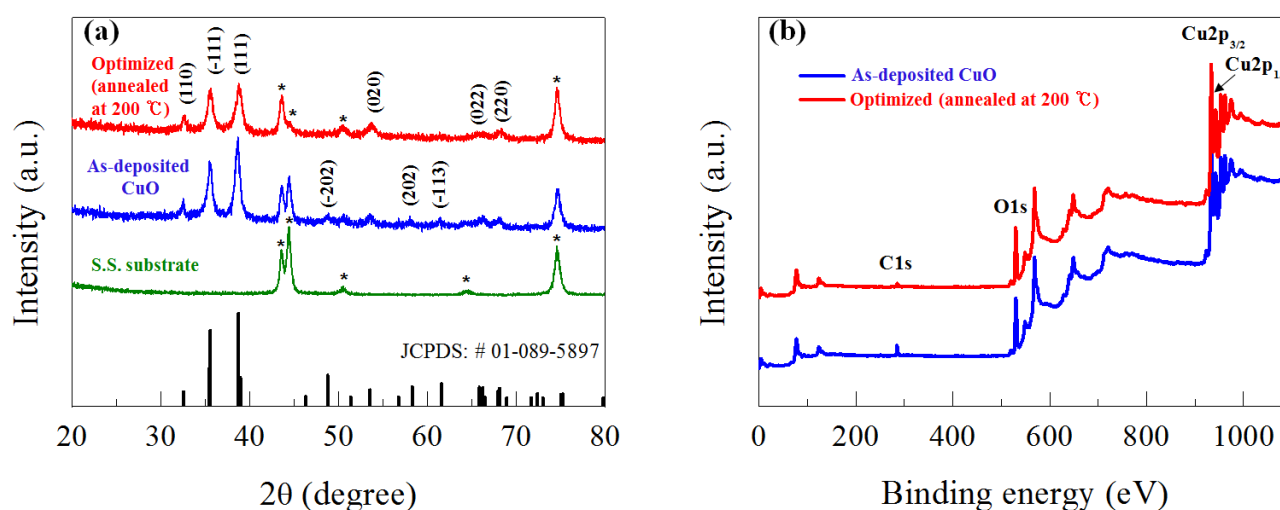 (a)
Optimized
(annealed
at 200 ℃)
(110)
(-111)
(111)
*
*
*
(020)
(022)
(220)
*
As-deposited
CuO
(-202)
(202)
(-113)
S.S. substrate
*
*
*
*
*
JCPDS: # 01-089-5897
20 30 40 50 60 70 80
2θ (degree)
Intensity (a.u.)
(b)
As-deposited CuO
Optimized (annealed at 200 ℃)
Cu2p3/2
Cu2p1
O1s
C1s
0 200 400 600 800 1000
Binding energy (eV)
Intensity (a.u.)